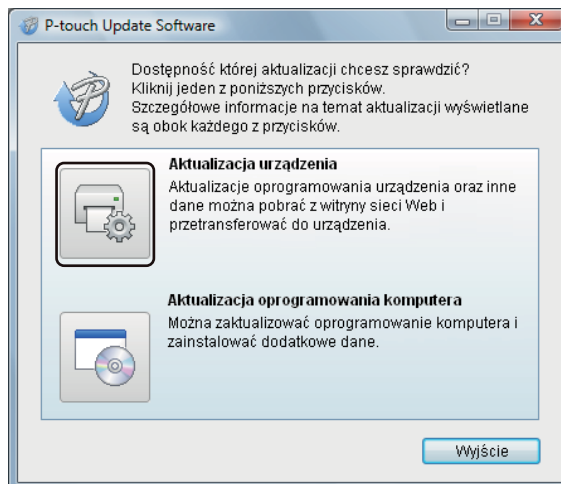 P-touch Update Software
Dostępność której aktualizacji chcesz sprawdzić?
Kliknij jeden z poniższych przycisków.
Szczegółowe informacje na temat aktualizacji wyświetlane
są obok każdego z przycisków.
Aktualizacja urządzenia
Aktualizacje oprogramowania urządzenia oraz inne
dane można pobrać z witryny sieci Web i
przetransferować do urządzenia.
Aktualizacja oprogramowania komputera
Można zaktualizować oprogramowanie komputera i
zainstalować dodatkowe dane.
Wyjście